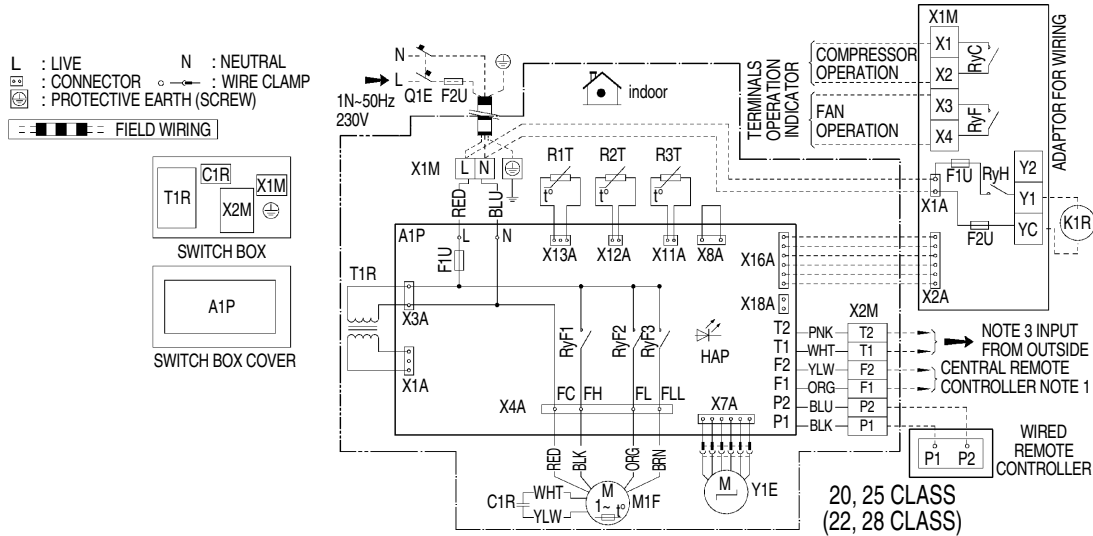 L : LIVE
N : NEUTRAL
: CONNECTOR
: WIRE CLAMP
: PROTECTIVE EARTH (SCREW)
FIELD WIRING
T1R
C1R
X2M
X1M
SWITCH BOX
A1P
SWITCH BOX COVER
N
L
Q1E
F2U
1N~50Hz
230V
indoor
TERMINALS
OPERATION
INDICATOR
COMPRESSOR
OPERATION
FAN
OPERATION
X1M
X1
X2
X3
X4
RyC
RyF
ADAPTOR FOR WIRING
F1U
RyH
X1A
F2U
Y2
Y1
YC
K1R
X2A
X1M
L N
RED
BLU
R1T
R2T
R3T
t°
t°
t°
A1P
L
N
F1U
X13A
X12A
X11A
X8A
X16A
X18A
T1R
X3A
X1A
RyF1
RyF2
RyF3
HAP
X4A
FC
FH
FL
FLL
X7A
X2M
T2 PNK T2
T1 WHT T1
F2 YLW F2
F1 ORG F1
P2 BLU P2
P1 BLK P1
NOTE 3 INPUT
FROM OUTSIDE
CENTRAL REMOTE
CONTROLLER NOTE 1
P1 P2
WIRED
REMOTE
CONTROLLER
RED
BLK
ORG
BRN
C1R
WHT
YLW
M
1~ t°
M1F
M
Y1E
20, 25 CLASS
(22, 28 CLASS)